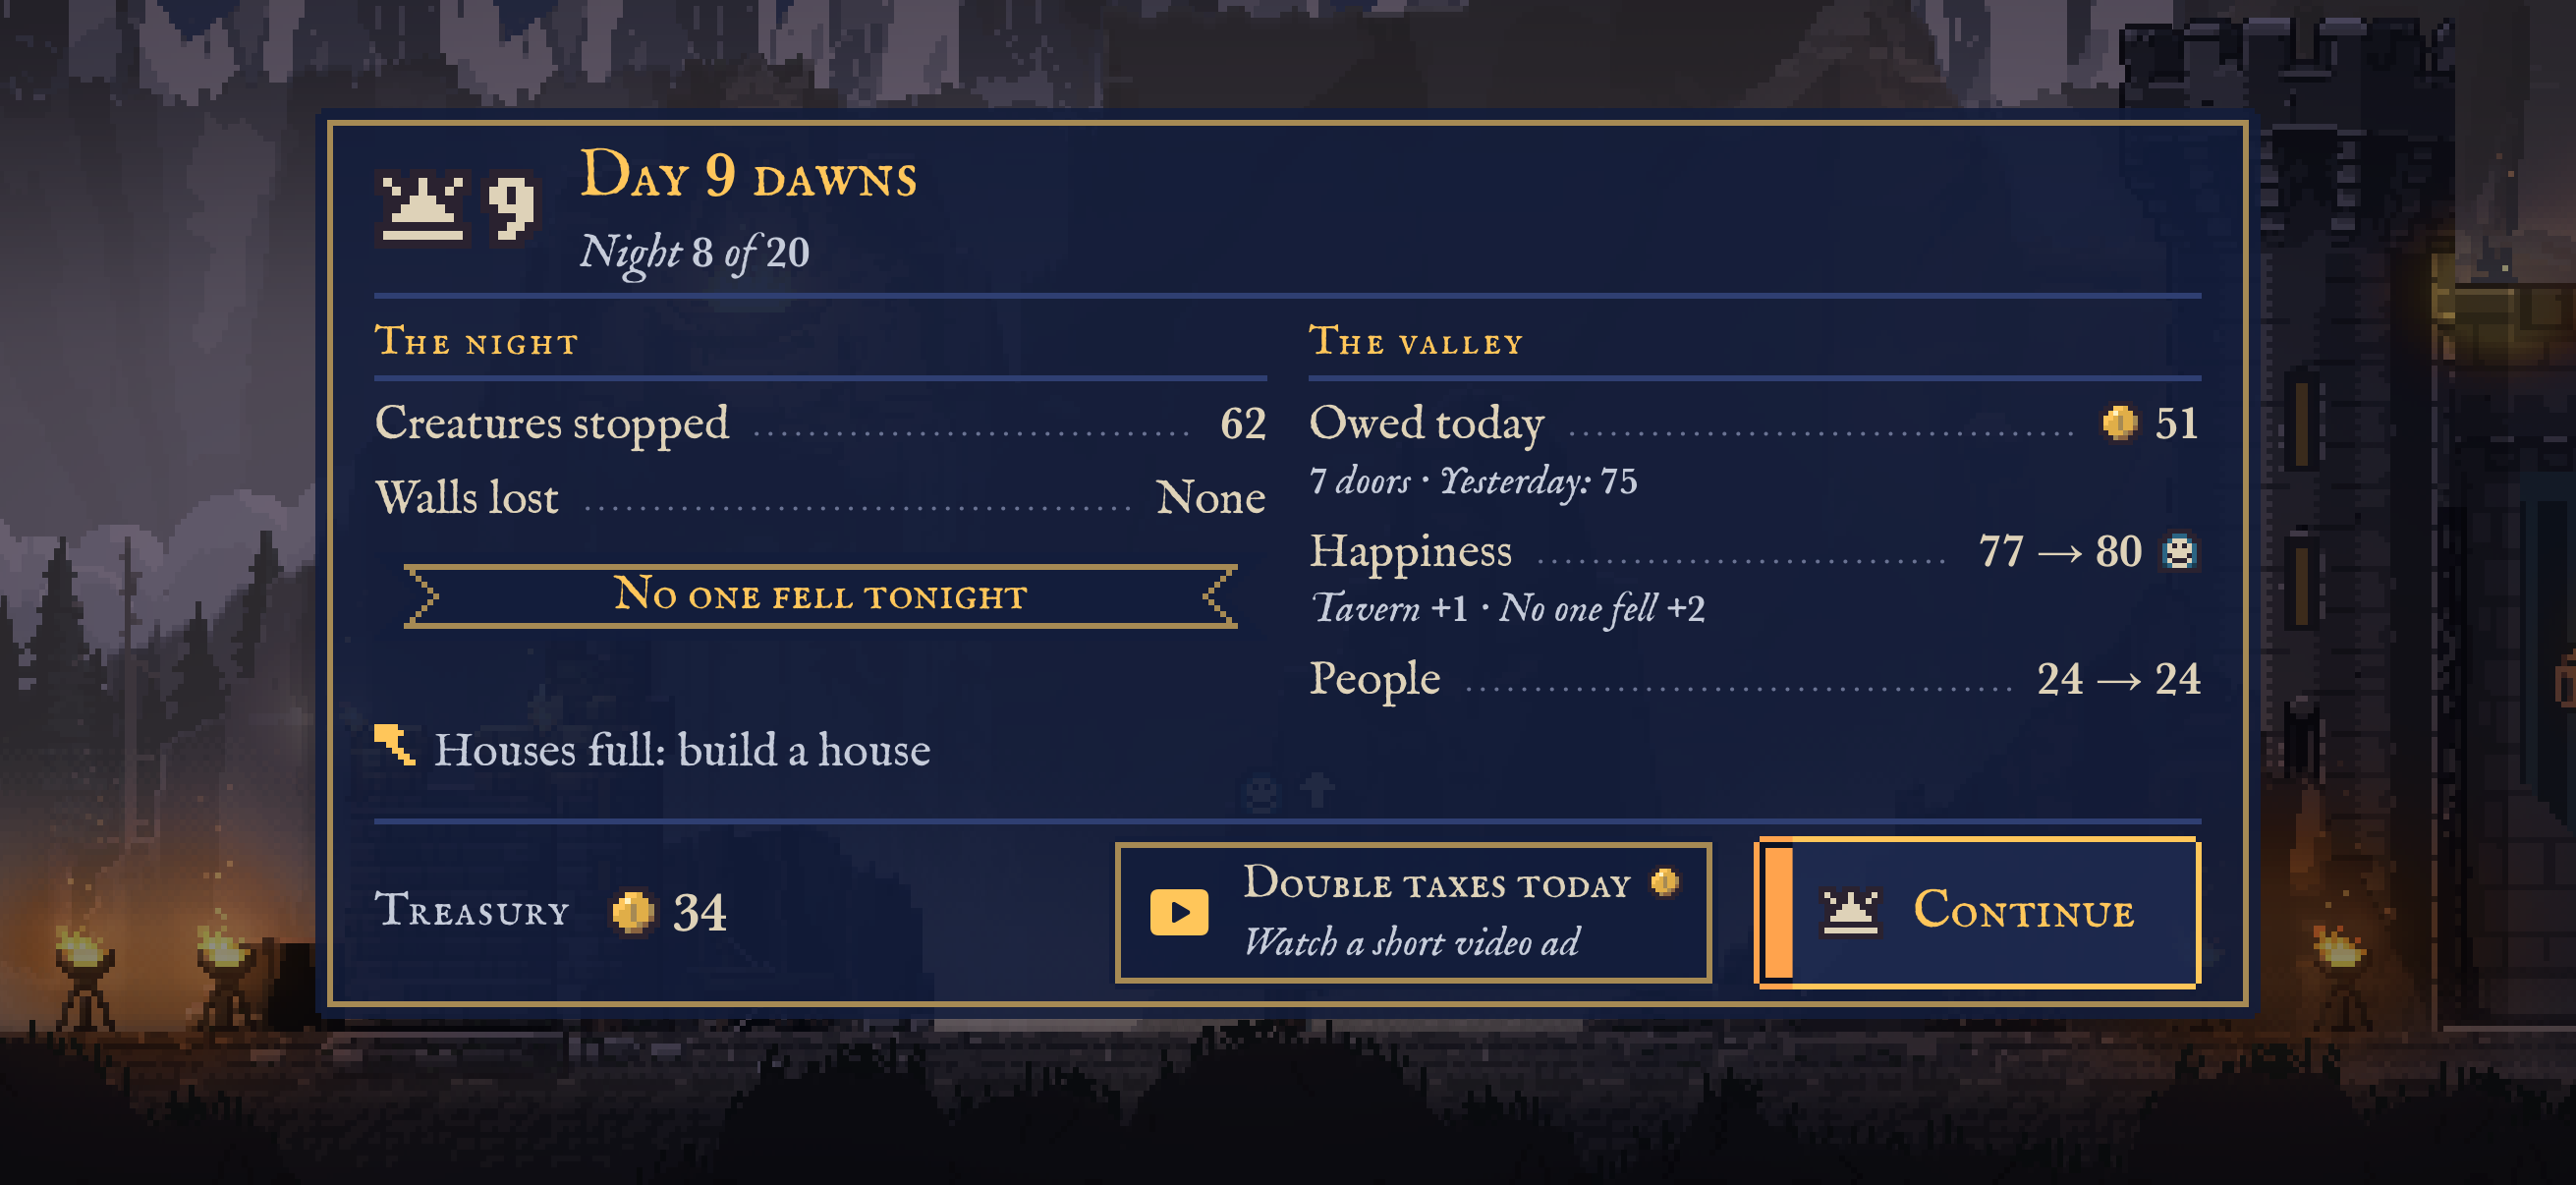 9
Day 9 dawns
Night 8 of 20
The night
Creatures stopped 62
Walls lost None
No one fell tonight
Houses full: build a house
The valley
Owed today 51
7 doors · Yesterday: 75
Happiness 77 → 80
Tavern +1 · No one fell +2
People 24 → 24
Treasury 34
Double taxes today
Watch a short video ad
Continue